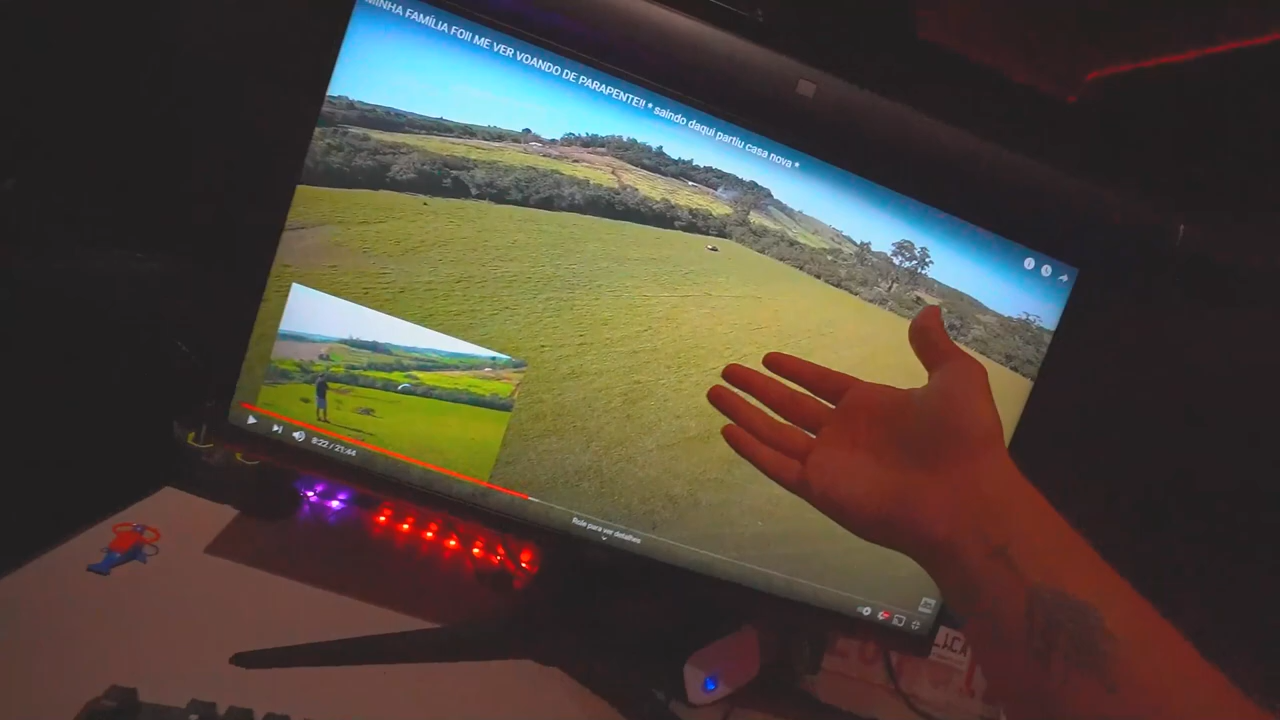 MINHA FAMÍLIA FOII ME VER VOANDO DE PARAPENTE!! * saindo daqui partiu casa nova *
8:22 / 21:44
Role para ver detalhes